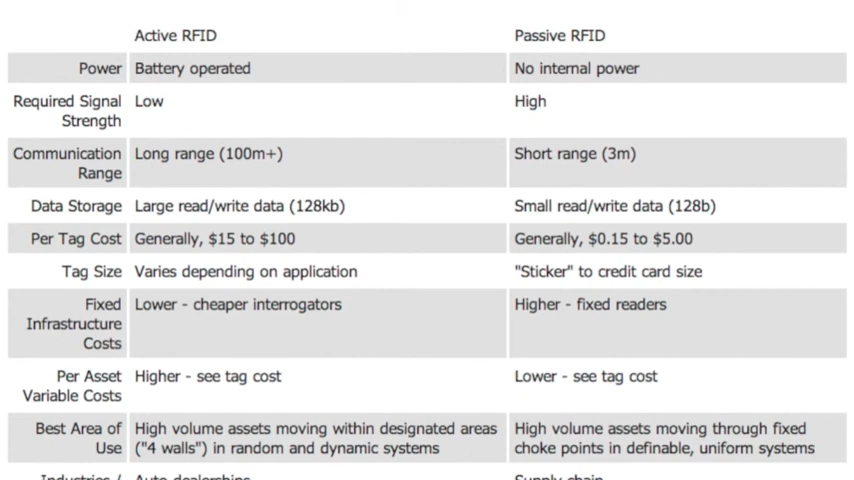 Active RFID Passive RFID
Power Battery operated No internal power
Required Signal Low High
Strength
Communication Long range (100m+) Short range (3m)
Range
Data Storage Large read/write data (128kb) Small read/write data (128b)
Per Tag Cost Generally, $15 to $100 Generally, $0.15 to $5.00
Tag Size Varies depending on application "Sticker" to credit card size
Fixed Lower - cheaper interrogators Higher - fixed readers
Infrastructure
Costs
Per Asset Higher - see tag cost Lower - see tag cost
Variable Costs
Best Area of High volume assets moving within designated areas High volume assets moving through fixed
Use ("4 walls") in random and dynamic systems choke points in definable, uniform systems
Industries / Auto dealerships Supply chain